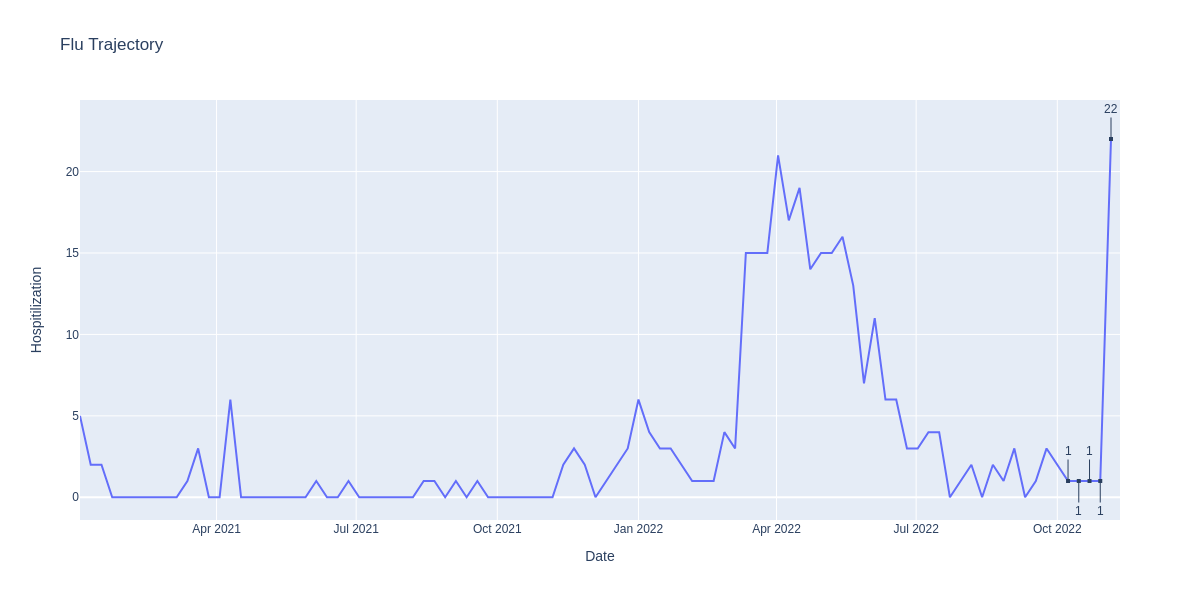 Flu Trajectory
22
20
15
10
5
0
1
1
1
1
Hospitilization
Apr 2021
Jul 2021
Oct 2021
Jan 2022
Apr 2022
Jul 2022
Oct 2022
Date